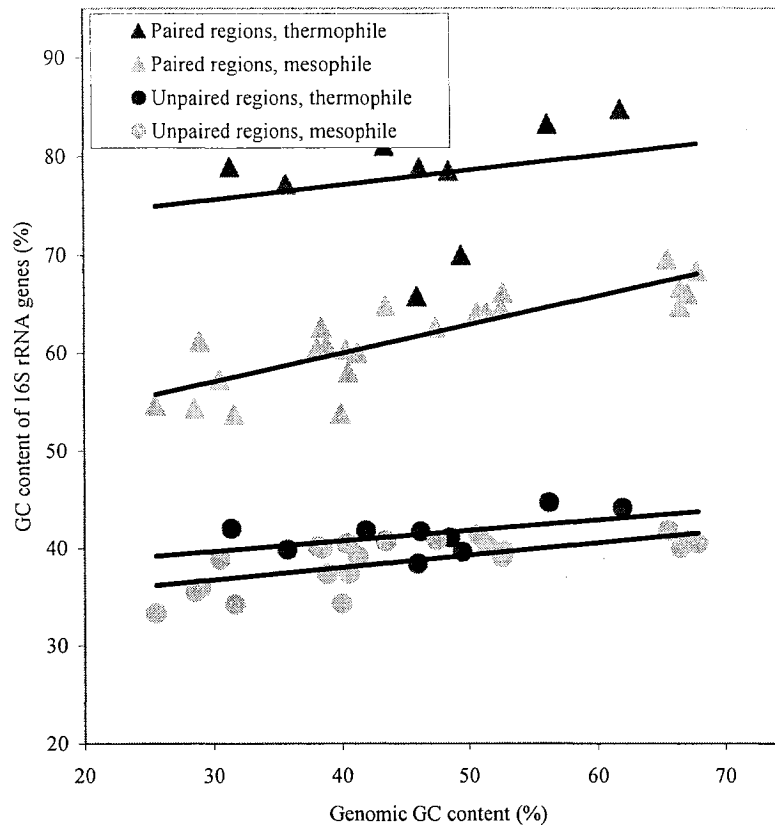 Paired regions, thermophile
Paired regions, mesophile
Unpaired regions, thermophile
Unpaired regions, mesophile
90
80
70
60
50
40
30
20
GC content of 16S rRNA genes (%)
20
30
40
50
60
70
Genomic GC content (%)